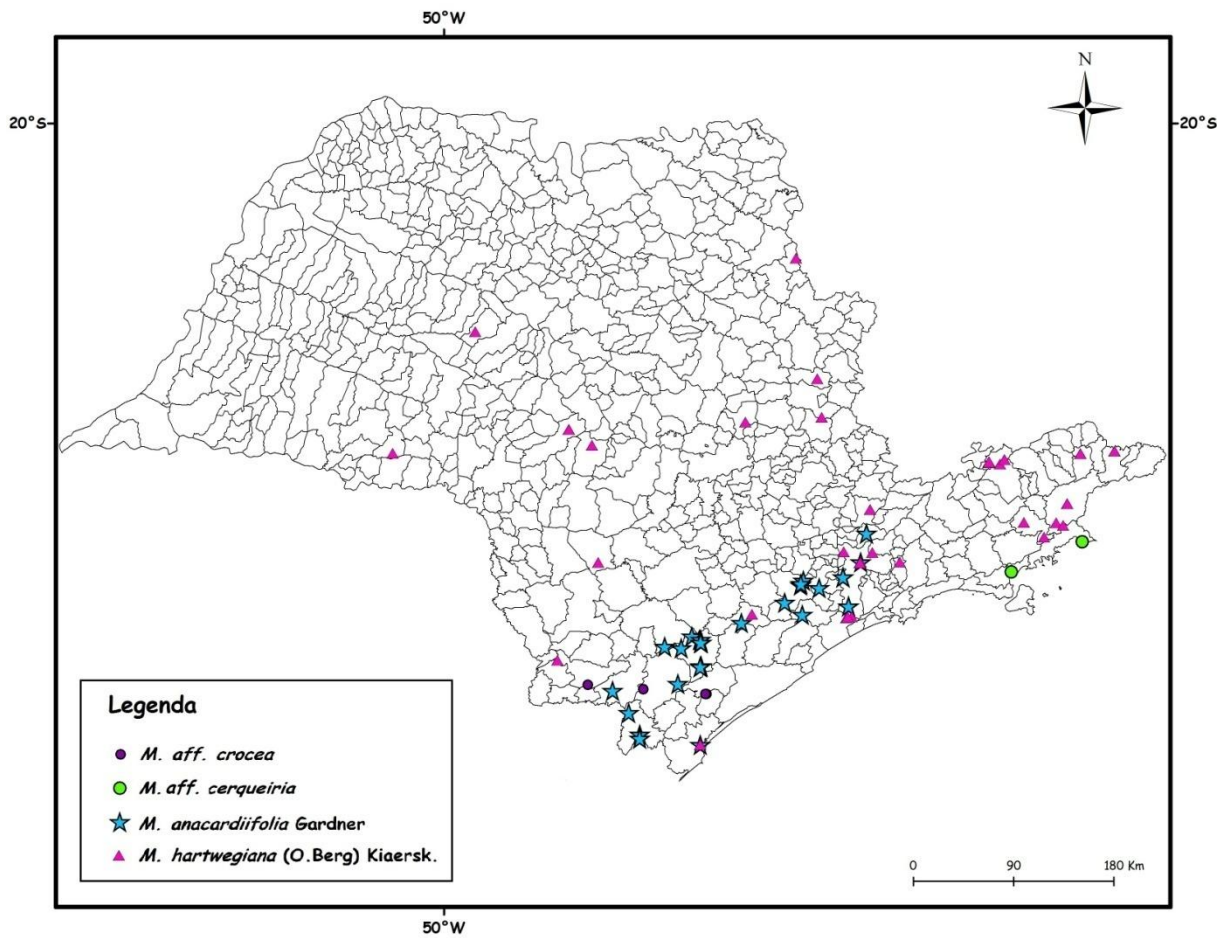 50°W
N
20°S
20°S
Legenda
M. aff. crocea
M. aff. cerqueiria
M. anacardiifolia Gardner
M. hartwegiana (O.Berg) Kiaersk.
0 90 180 Km
50°W